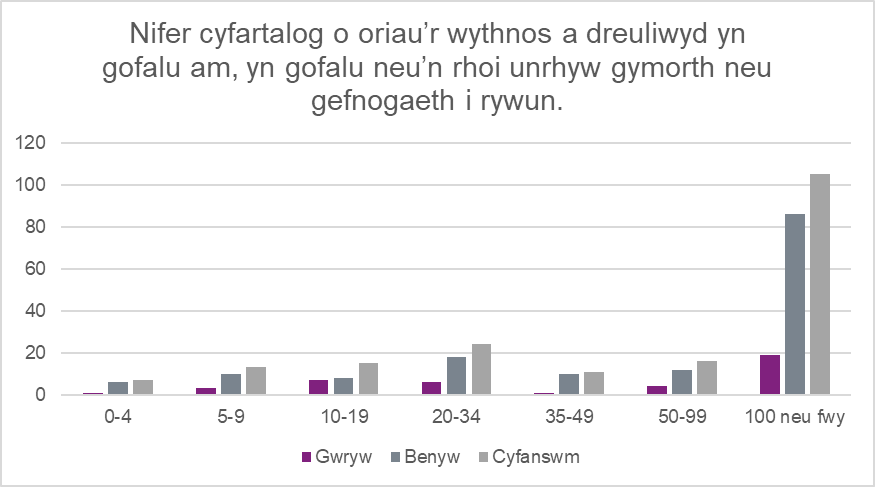 Nifer cyfartalog o oriau’r wythnos a dreuliwyd yn
gofalu am, yn gofalu neu’n rhoi unrhyw gymorth neu
gefnogaeth i rywun.
120
100
80
60
40
20
0
0-4 5-9 10-19 20-34 35-49 50-99 100 neu fwy
Gwryw Benyw Cyfanswm